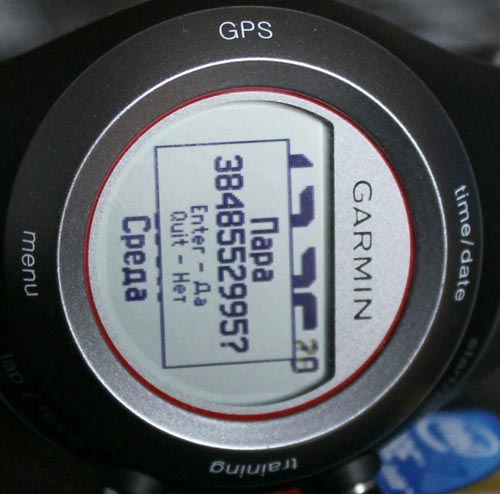 GPS
GARMIN
time/date
Пара
3848552995?
Enter - Да
Quit - Нет
Среда
menu
training